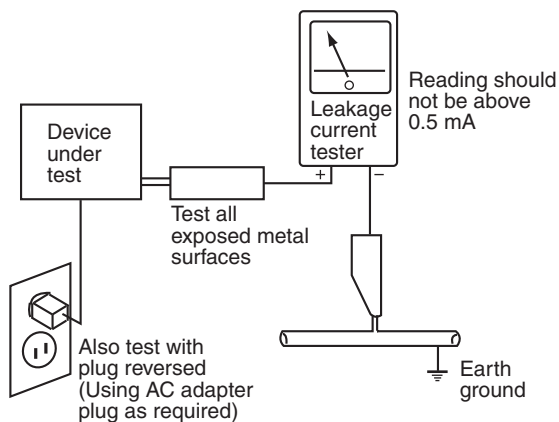 Device
under
test
Leakage
current
tester
+
−
Reading should
not be above
0.5 mA
Test all
exposed metal
surfaces
Also test with
plug reversed
(Using AC adapter
plug as required)
Earth
ground